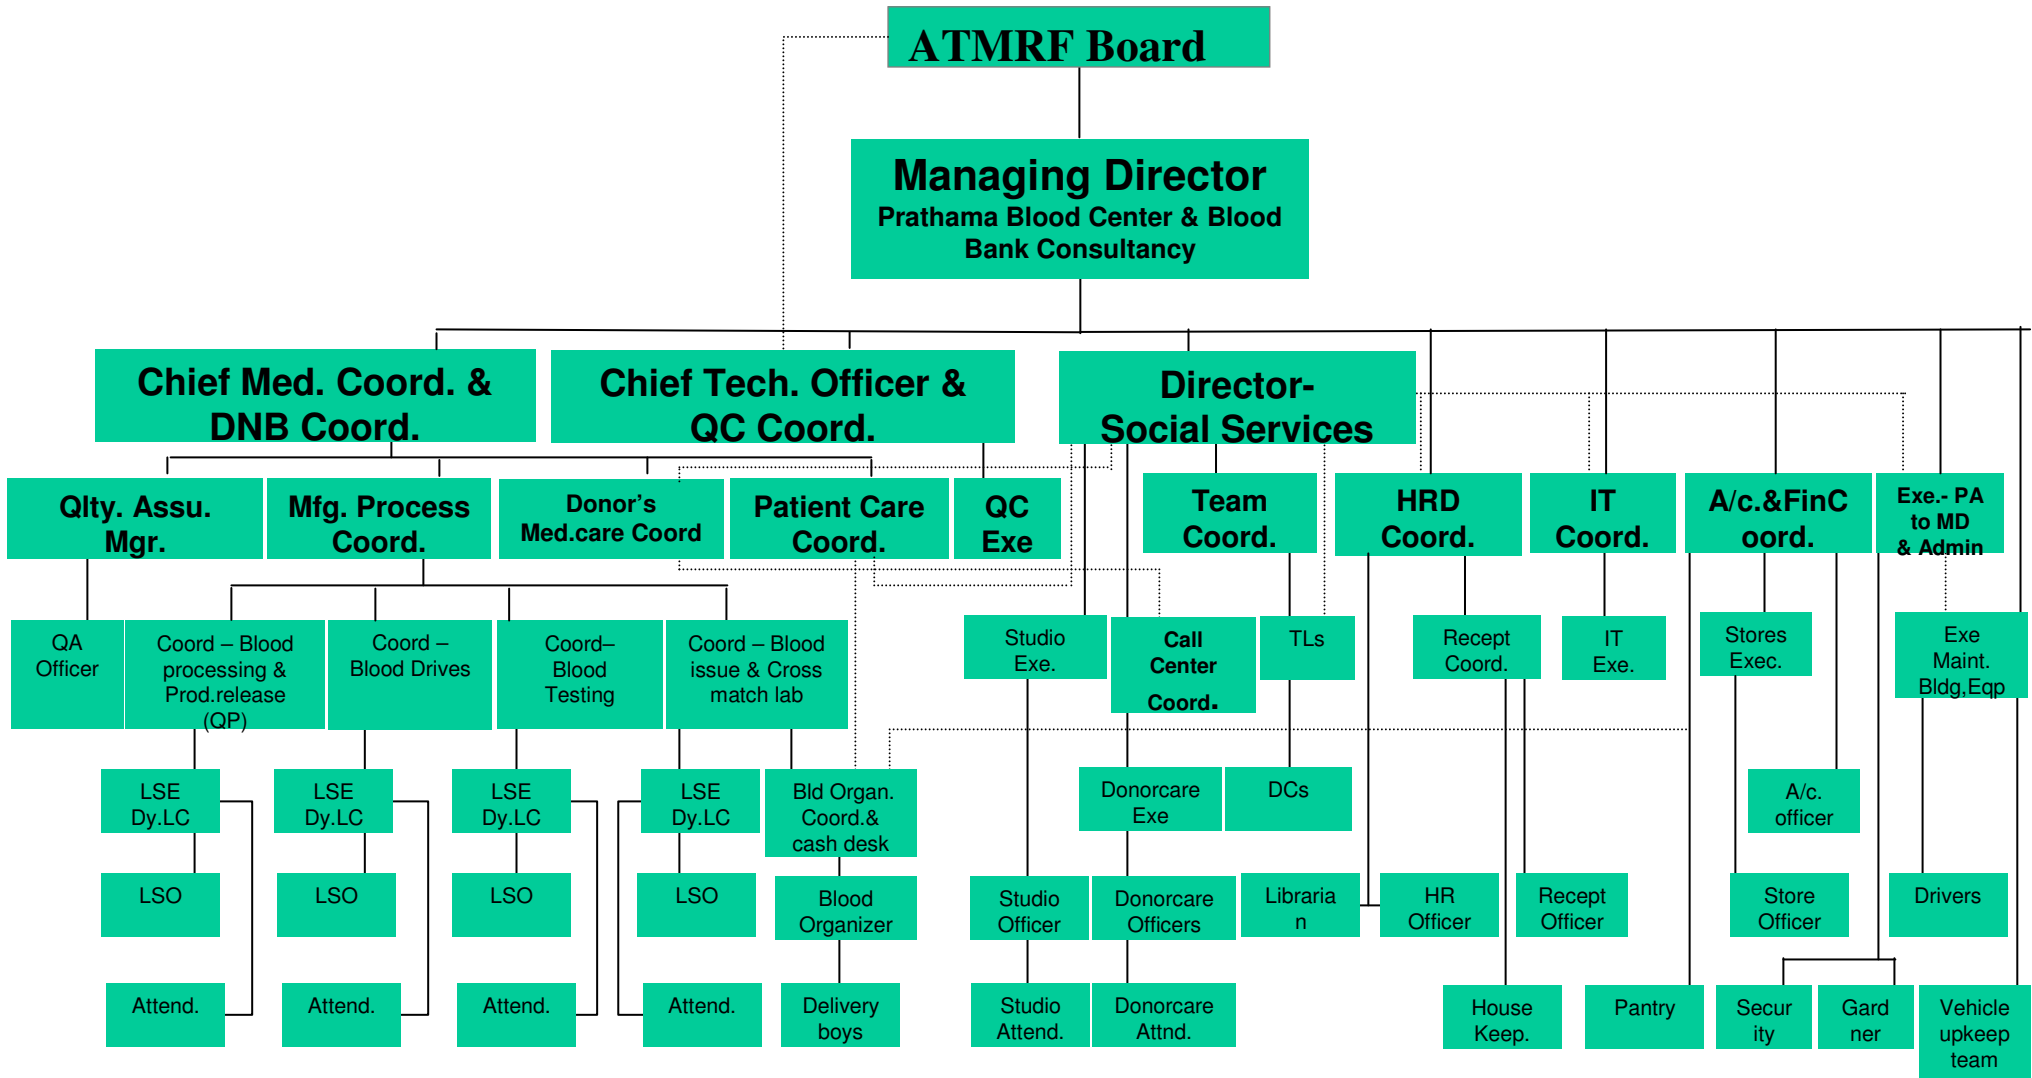 ATMRF Board
Managing Director
Prathama Blood Center & Blood
Bank Consultancy
Chief Med. Coord. &
DNB Coord.
Chief Tech. Officer &
QC Coord.
Director-
Social Services
Qlty. Assu.
Mgr.
Mfg. Process
Coord.
Donor's
Med.care Coord
Patient Care
Coord.
QC
Exe
Team
Coord.
HRD
Coord.
IT
Coord.
A/c.&FinC
oord.
Exe.- PA
to MD
& Admin
QA
Officer
Coord – Blood
processing &
Prod.release
(QP)
Coord –
Blood Drives
Coord–
Blood
Testing
Coord – Blood
issue & Cross
match lab
Studio
Exe.
Call
Center
Coord.
TLs
Recept
Coord.
IT
Exe.
Stores
Exec.
Exe
Maint.
Bldg,Eqp
LSE
Dy.LC
LSE
Dy.LC
LSE
Dy.LC
LSE
Dy.LC
Bld Organ.
Coord.&
cash desk
Donorcare
Exe
DCs
A/c.
officer
LSO
LSO
LSO
LSO
Blood
Organizer
Studio
Officer
Donorcare
Officers
Libraria
n
HR
Officer
Recept
Officer
Store
Officer
Drivers
Attend.
Attend.
Attend.
Attend.
Delivery
boys
Studio
Attend.
Donorcare
Attnd.
House
Keep.
Pantry
Secur
ity
Gard
ner
Vehicle
upkeep
team